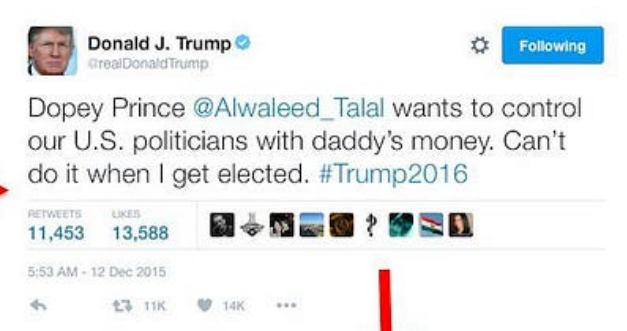 Donald J. Trump
@realDonaldTrump
Following
Dopey Prince @Alwaleed_Talal wants to control
our U.S. politicians with daddy's money. Can't
do it when I get elected. #Trump2016
RETWEETS LIKES
11,453 13,588
5:53 AM - 12 Dec 2015
11K 14K